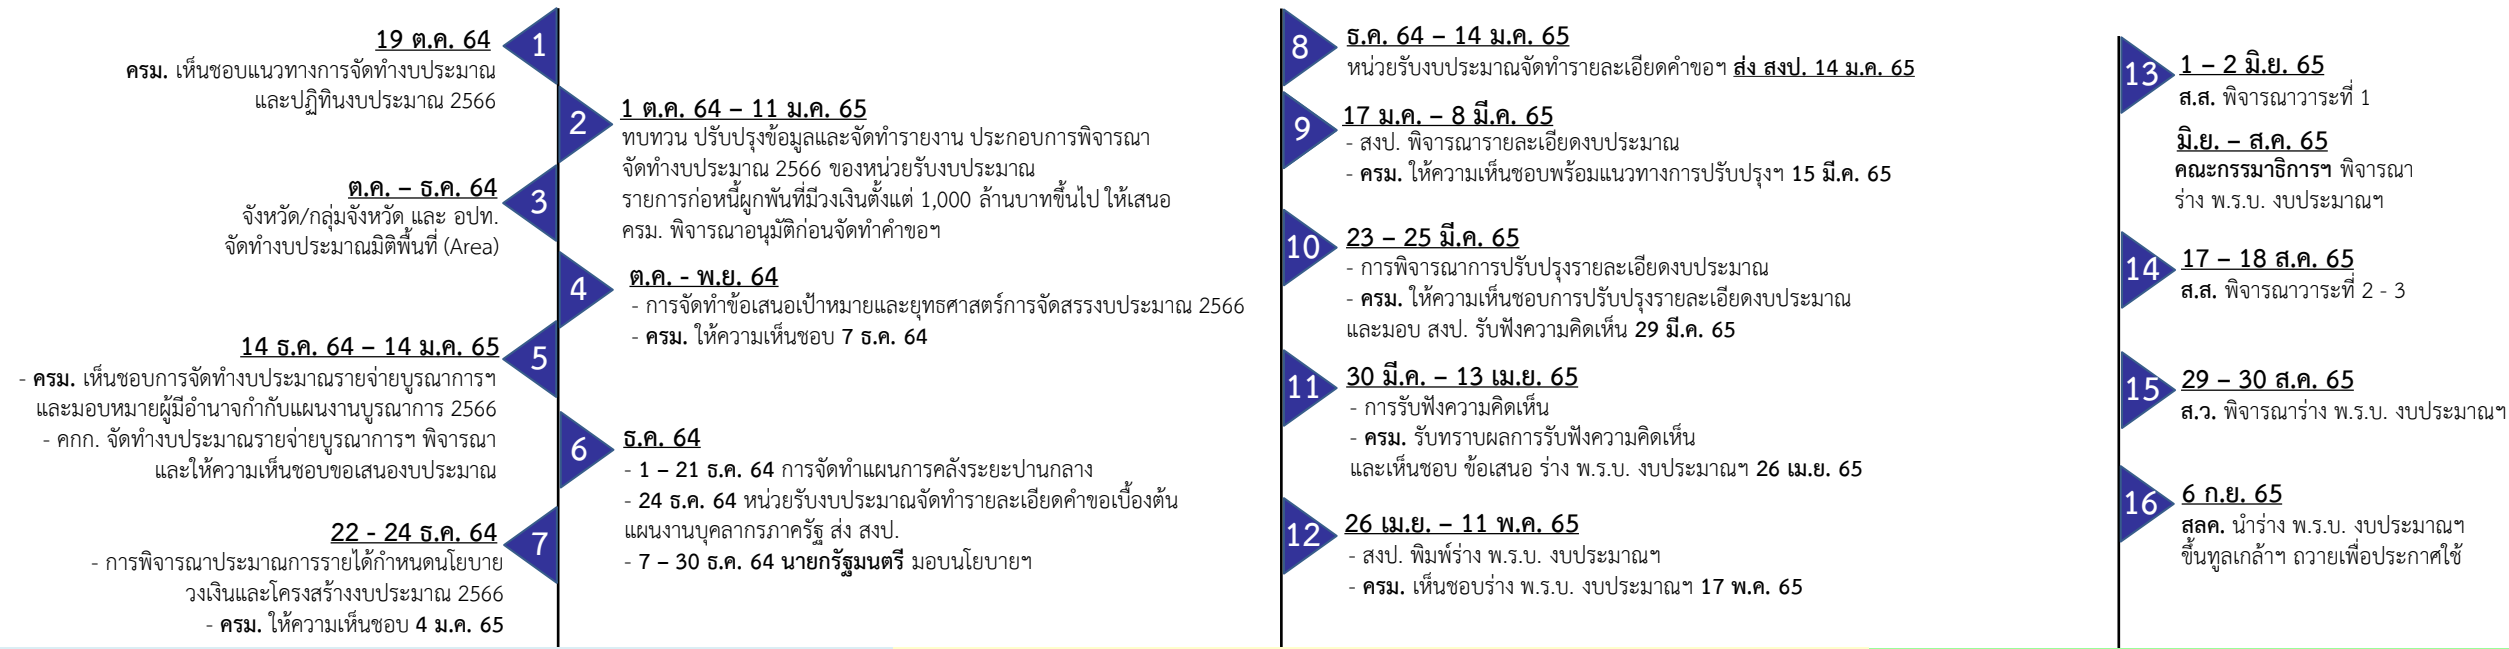 1
19 ต.ค. 64
ครม. เห็นชอบแนวทางการจัดทำงบประมาณ
และปฏิทินงบประมาณ 2566
2
1 ต.ค. 64 – 11 ม.ค. 65
ทบทวน ปรับปรุงข้อมูลและจัดทำรายงาน ประกอบการพิจารณา
จัดทำงบประมาณ 2566 ของหน่วยรับงบประมาณ
รายการก่อหนี้ผูกพันที่มีวงเงินตั้งแต่ 1,000 ล้านบาทขึ้นไป ให้เสนอ
ครม. พิจารณาอนุมัติก่อนจัดทำคำขอฯ
3
ต.ค. – ธ.ค. 64
จังหวัด/กลุ่มจังหวัด และ อปท.
จัดทำงบประมาณมิติพื้นที่ (Area)
4
ต.ค. - พ.ย. 64
- การจัดทำข้อเสนอเป้าหมายและยุทธศาสตร์การจัดสรรงบประมาณ 2566
- ครม. ให้ความเห็นชอบ 7 ธ.ค. 64
5
14 ธ.ค. 64 – 14 ม.ค. 65
- ครม. เห็นชอบการจัดทำงบประมาณรายจ่ายบูรณาการฯ
และมอบหมายผู้มีอำนาจกำกับแผนงานบูรณาการ 2566
- คกก. จัดทำงบประมาณรายจ่ายบูรณาการฯ พิจารณา
และให้ความเห็นชอบขอเสนองบประมาณ
6
ธ.ค. 64
- 1 – 21 ธ.ค. 64 การจัดทำแผนการคลังระยะปานกลาง
- 24 ธ.ค. 64 หน่วยรับงบประมาณจัดทำรายละเอียดคำขอเบื้องต้น
แผนงานบุคลากรภาครัฐ ส่ง สงป.
- 7 – 30 ธ.ค. 64 นายกรัฐมนตรี มอบนโยบายฯ
7
22 - 24 ธ.ค. 64
- การพิจารณาประมาณการรายได้กำหนดนโยบาย
วงเงินและโครงสร้างงบประมาณ 2566
- ครม. ให้ความเห็นชอบ 4 ม.ค. 65
8
ธ.ค. 64 – 14 ม.ค. 65
หน่วยรับงบประมาณจัดทำรายละเอียดคำขอฯ ส่ง สงป. 14 ม.ค. 65
9
17 ม.ค. – 8 มี.ค. 65
- สงป. พิจารณารายละเอียดงบประมาณ
- ครม. ให้ความเห็นชอบพร้อมแนวทางการปรับปรุงฯ 15 มี.ค. 65
10
23 – 25 มี.ค. 65
- การพิจารณาการปรับปรุงรายละเอียดงบประมาณ
- ครม. ให้ความเห็นชอบการปรับปรุงรายละเอียดงบประมาณ
และมอบ สงป. รับฟังความคิดเห็น 29 มี.ค. 65
11
30 มี.ค. – 13 เม.ย. 65
- การรับฟังความคิดเห็น
- ครม. รับทราบผลการรับฟังความคิดเห็น
และเห็นชอบ ข้อเสนอ ร่าง พ.ร.บ. งบประมาณฯ 26 เม.ย. 65
12
26 เม.ย. – 11 พ.ค. 65
- สงป. พิมพ์ร่าง พ.ร.บ. งบประมาณฯ
- ครม. เห็นชอบร่าง พ.ร.บ. งบประมาณฯ 17 พ.ค. 65
13
1 – 2 มิ.ย. 65
ส.ส. พิจารณาวาระที่ 1
มิ.ย. – ส.ค. 65
คณะกรรมาธิการฯ พิจารณา
ร่าง พ.ร.บ. งบประมาณฯ
14
17 – 18 ส.ค. 65
ส.ส. พิจารณาวาระที่ 2 - 3
15
29 – 30 ส.ค. 65
ส.ว. พิจารณาร่าง พ.ร.บ. งบประมาณฯ
16
6 ก.ย. 65
สลค. นำร่าง พ.ร.บ. งบประมาณฯ
ขึ้นทูลเกล้าฯ ถวายเพื่อประกาศใช้